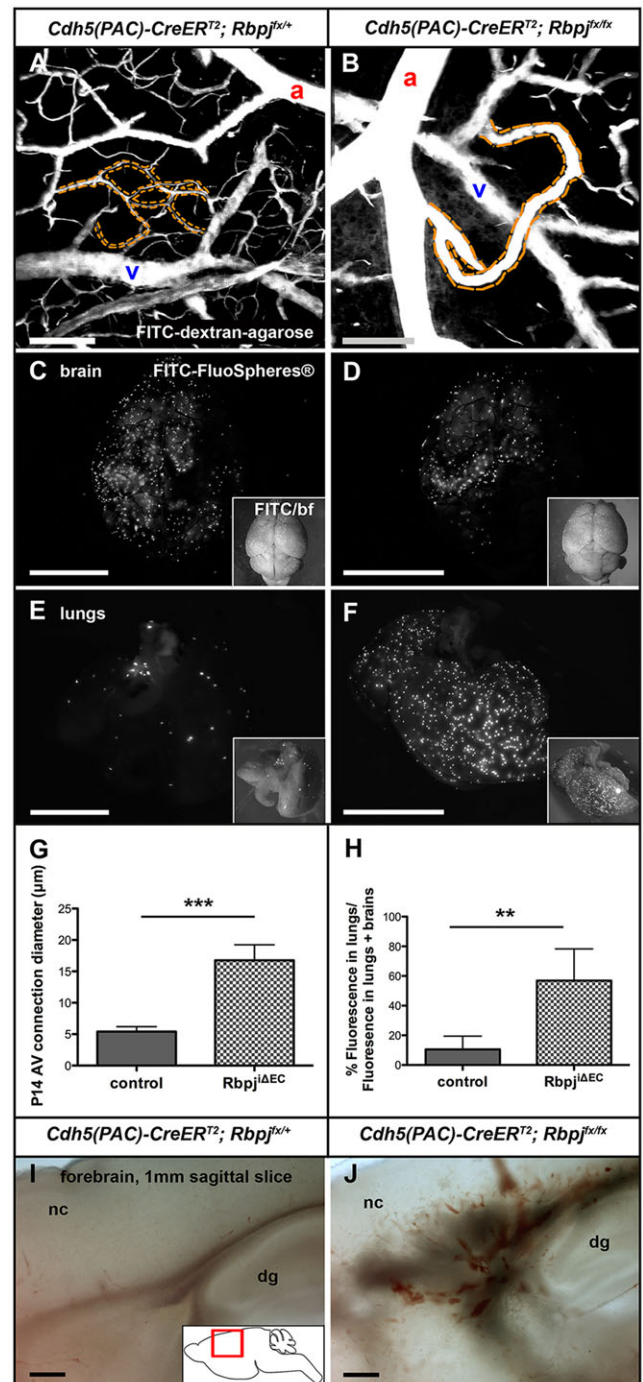 Cdh5(PAC)-CreERT2; Rbpjfx/+
Cdh5(PAC)-CreERT2; Rbpjfx/fx
A
a
v
FITC-dextran-agarose
B
a
v
C brain FITC-FluoSpheres®
FITC/bf
D
E lungs
F
G
P14 AV connection diameter (µm)
25
20
15
10
5
0
***
control
RbpjiΔEC
H
% Fluorescence in lungs/
Fluoresence in lungs + brains
100
80
60
40
20
0
**
control
RbpjiΔEC
Cdh5(PAC)-CreERT2; Rbpjfx/+
Cdh5(PAC)-CreERT2; Rbpjfx/fx
I forebrain, 1mm sagittal slice
nc
dg
J
nc
dg